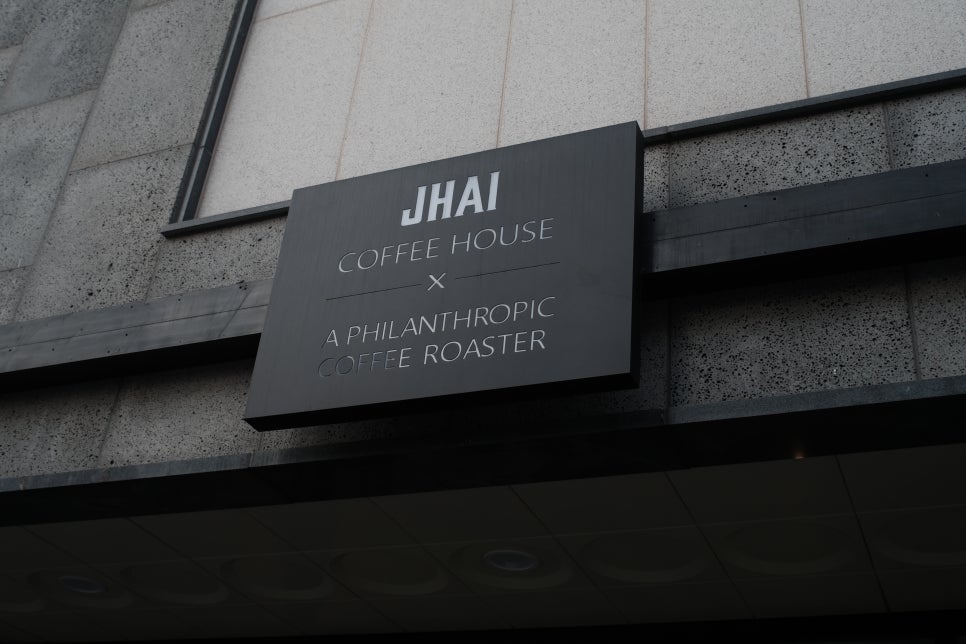 JHAI
COFFEE HOUSE
X
A PHILANTHROPIC
COFFEE ROASTER